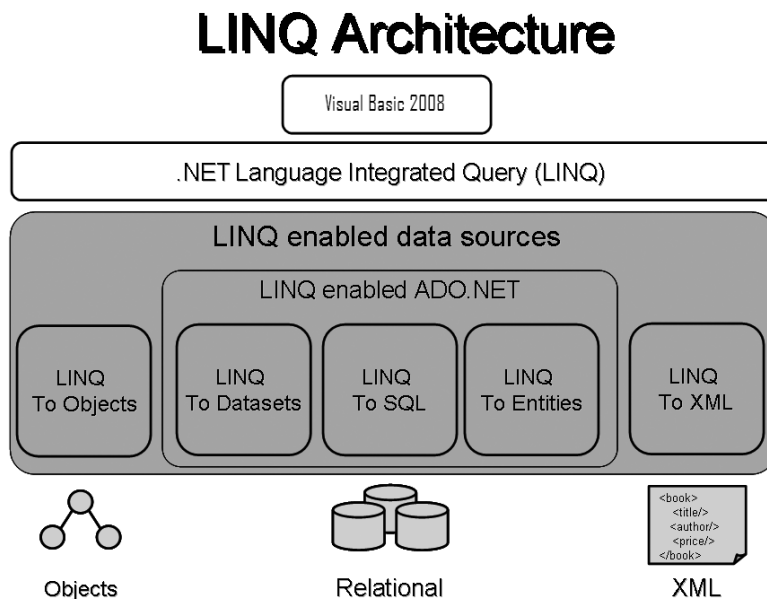 LINQ Architecture
Visual Basic 2008
.NET Language Integrated Query (LINQ)
LINQ enabled data sources
LINQ enabled ADO.NET
LINQ
To Objects
LINQ
To Datasets
LINQ
To SQL
LINQ
To Entities
LINQ
To XML
<book>
<title/>
<author/>
<price/>
</book>
Objects
Relational
XML